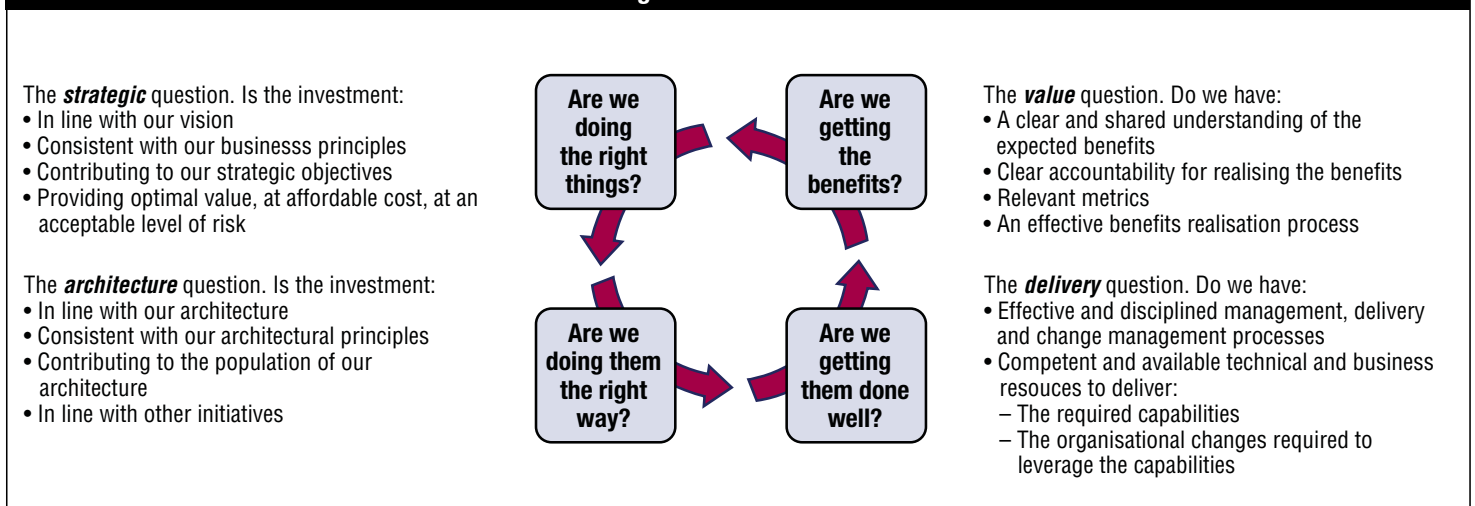 The strategic question. Is the investment:
• In line with our vision
• Consistent with our businesss principles
• Contributing to our strategic objectives
• Providing optimal value, at affordable cost, at an
acceptable level of risk
The architecture question. Is the investment:
• In line with our architecture
• Consistent with our architectural principles
• Contributing to the population of our
architecture
• In line with other initiatives
Are we
doing
the right
things?
Are we
getting
the
benefits?
Are we
doing them
the right
way?
Are we
getting
them done
well?
The value question. Do we have:
• A clear and shared understanding of the
expected benefits
• Clear accountability for realising the benefits
• Relevant metrics
• An effective benefits realisation process
The delivery question. Do we have:
• Effective and disciplined management, delivery
and change management processes
• Competent and available technical and business
resouces to deliver:
– The required capabilities
– The organisational changes required to
leverage the capabilities